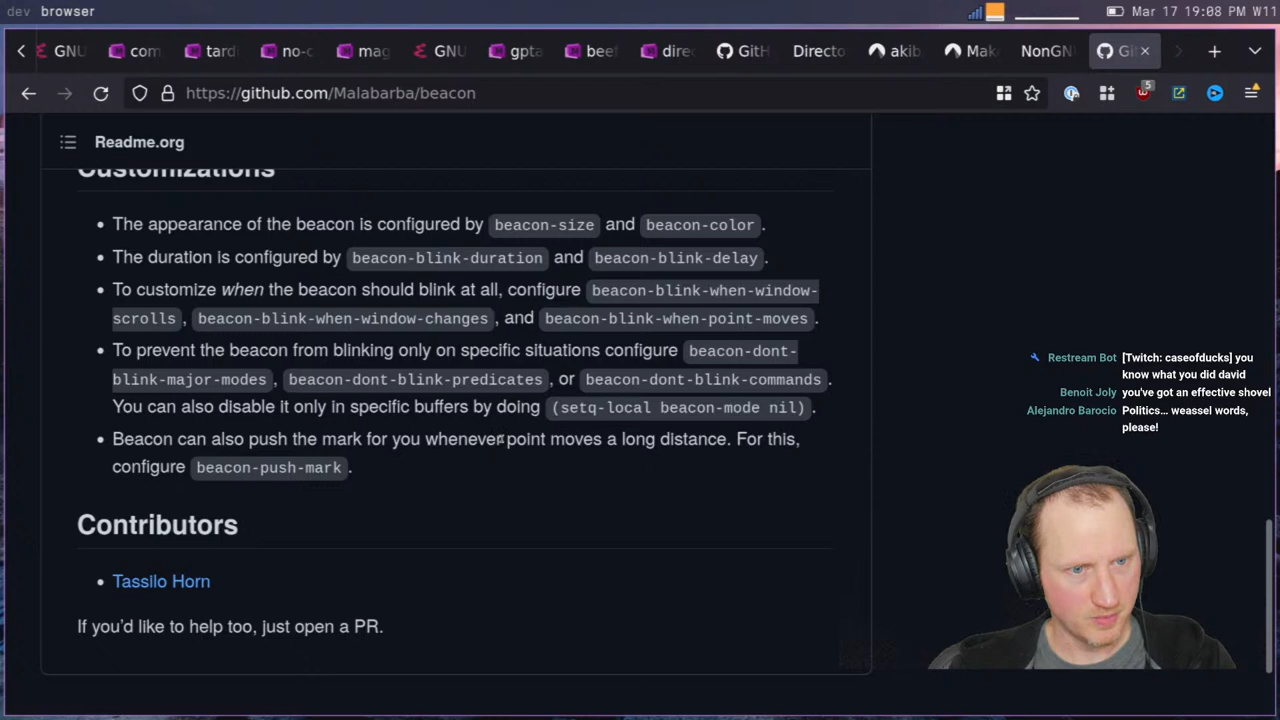 dev browser
Mar 17 19:08 PM W11
GNU
com
tard
no-c
mag
GNU
gpta
beef
direc
GitH
Directo
akib
Mak
NonGN
Git
https://github.com/Malabarba/beacon
5
Readme.org
Customizations
The appearance of the beacon is configured by beacon-size and beacon-color.
The duration is configured by beacon-blink-duration and beacon-blink-delay.
To customize when the beacon should blink at all, configure beacon-blink-when-window-
scrolls, beacon-blink-when-window-changes, and beacon-blink-when-point-moves.
To prevent the beacon from blinking only on specific situations configure beacon-dont-
blink-major-modes, beacon-dont-blink-predicates, or beacon-dont-blink-commands.
You can also disable it only in specific buffers by doing (setq-local beacon-mode nil).
Beacon can also push the mark for you whenever point moves a long distance. For this,
configure beacon-push-mark.
Contributors
Tassilo Horn
If you'd like to help too, just open a PR.
Restream Bot [Twitch: caseofducks] you
know what you did david
Benoit Joly you've got an effective shovel
Alejandro Barocio Politics... weassel words,
please!